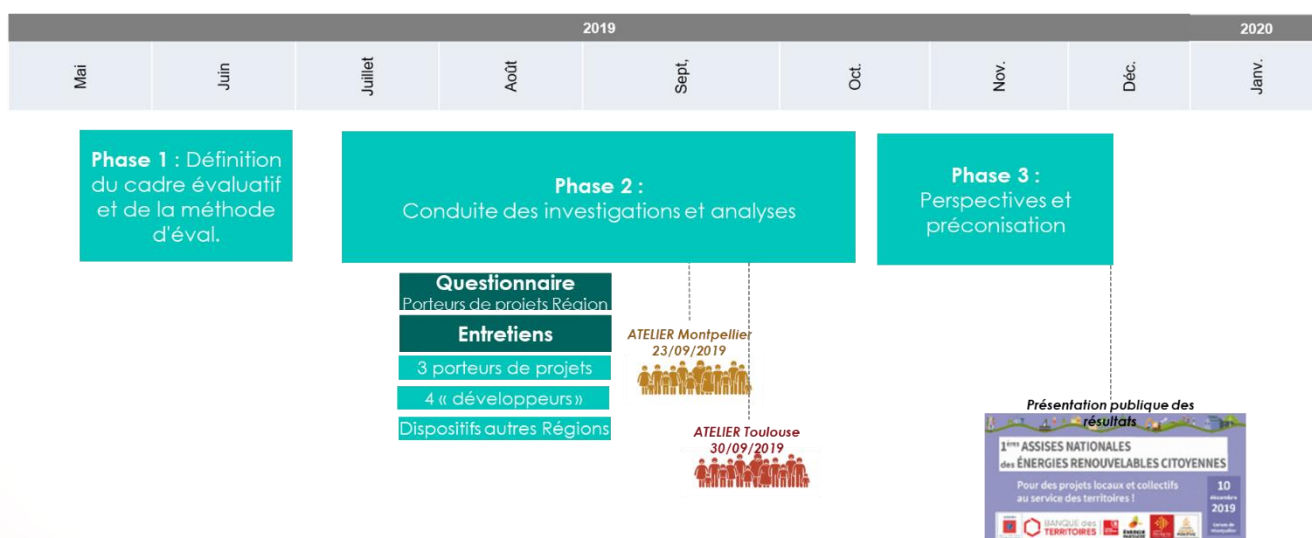 2019
2020
Mai
Juin
Juillet
Août
Sept,
Oct.
Nov.
Déc.
Janv.
Phase 1 : Définition
du cadre évaluatif
et de la méthode
d'éval.
Phase 2 :
Conduite des investigations et analyses
Phase 3 :
Perspectives et
préconisation
Questionnaire
Porteurs de projets Région
Entretiens
3 porteurs de projets
4 « développeurs »
Dispositifs autres Régions
ATELIER Montpellier
23/09/2019
ATELIER Toulouse
30/09/2019
Présentation publique des
résultats
1ères ASSISES NATIONALES
des ÉNERGIES RENOUVELABLES CITOYENNES
Pour des projets locaux et collectifs
au service des territoires !
10
décembre
2019
BANQUE des
TERRITOIRES